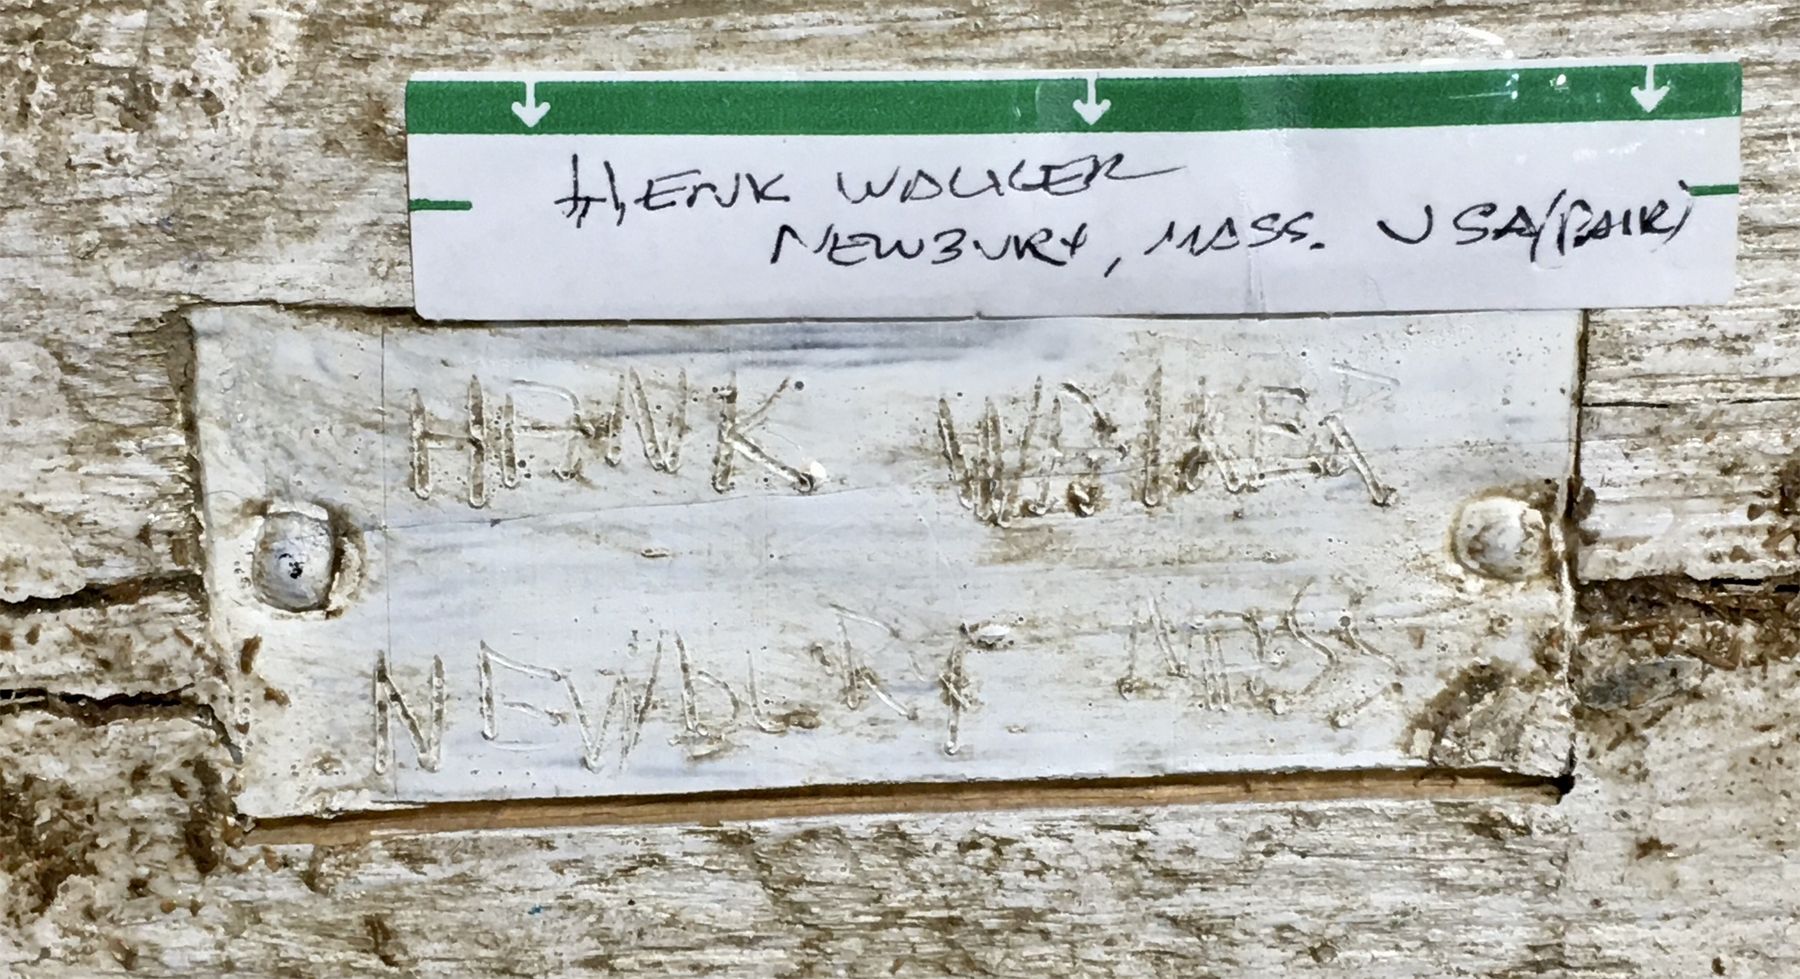 HENK WALKER
NEWBURY, MASS. USA (PAIR)
HENK WALKER
NEWBURY MASS